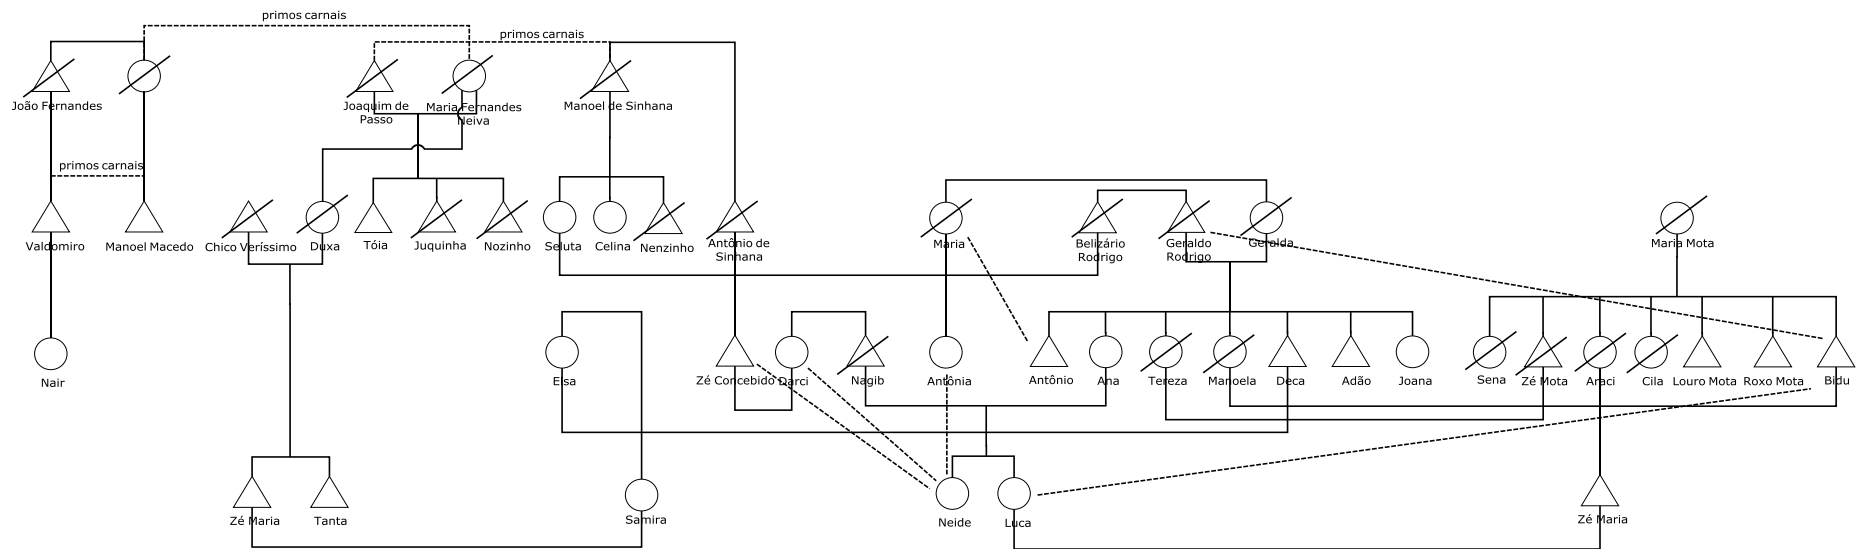 primos carnais
primos carnais
João Fernandes
Joaquim de
Passo
Maria Fernandes
Neiva
Manoel de Sinhana
primos carnais
Valdomiro
Manoel Macedo
Chico Veríssimo
Duxa
Tóia
Juquinha
Nozinho
Seluta
Celina
Nenzinho
Antônio de
Sinhana
Maria
Belizário
Rodrigo
Geraldo
Rodrigo
Geralda
Maria Mota
Nair
Elsa
Zé Concebido
Darci
Nagib
Antônia
Antônio
Ana
Tereza
Manoela
Deca
Adão
Joana
Sena
Zé Mota
Araci
Cila
Louro Mota
Roxo Mota
Bidu
Zé Maria
Tanta
Samira
Neide
Luca
Zé Maria